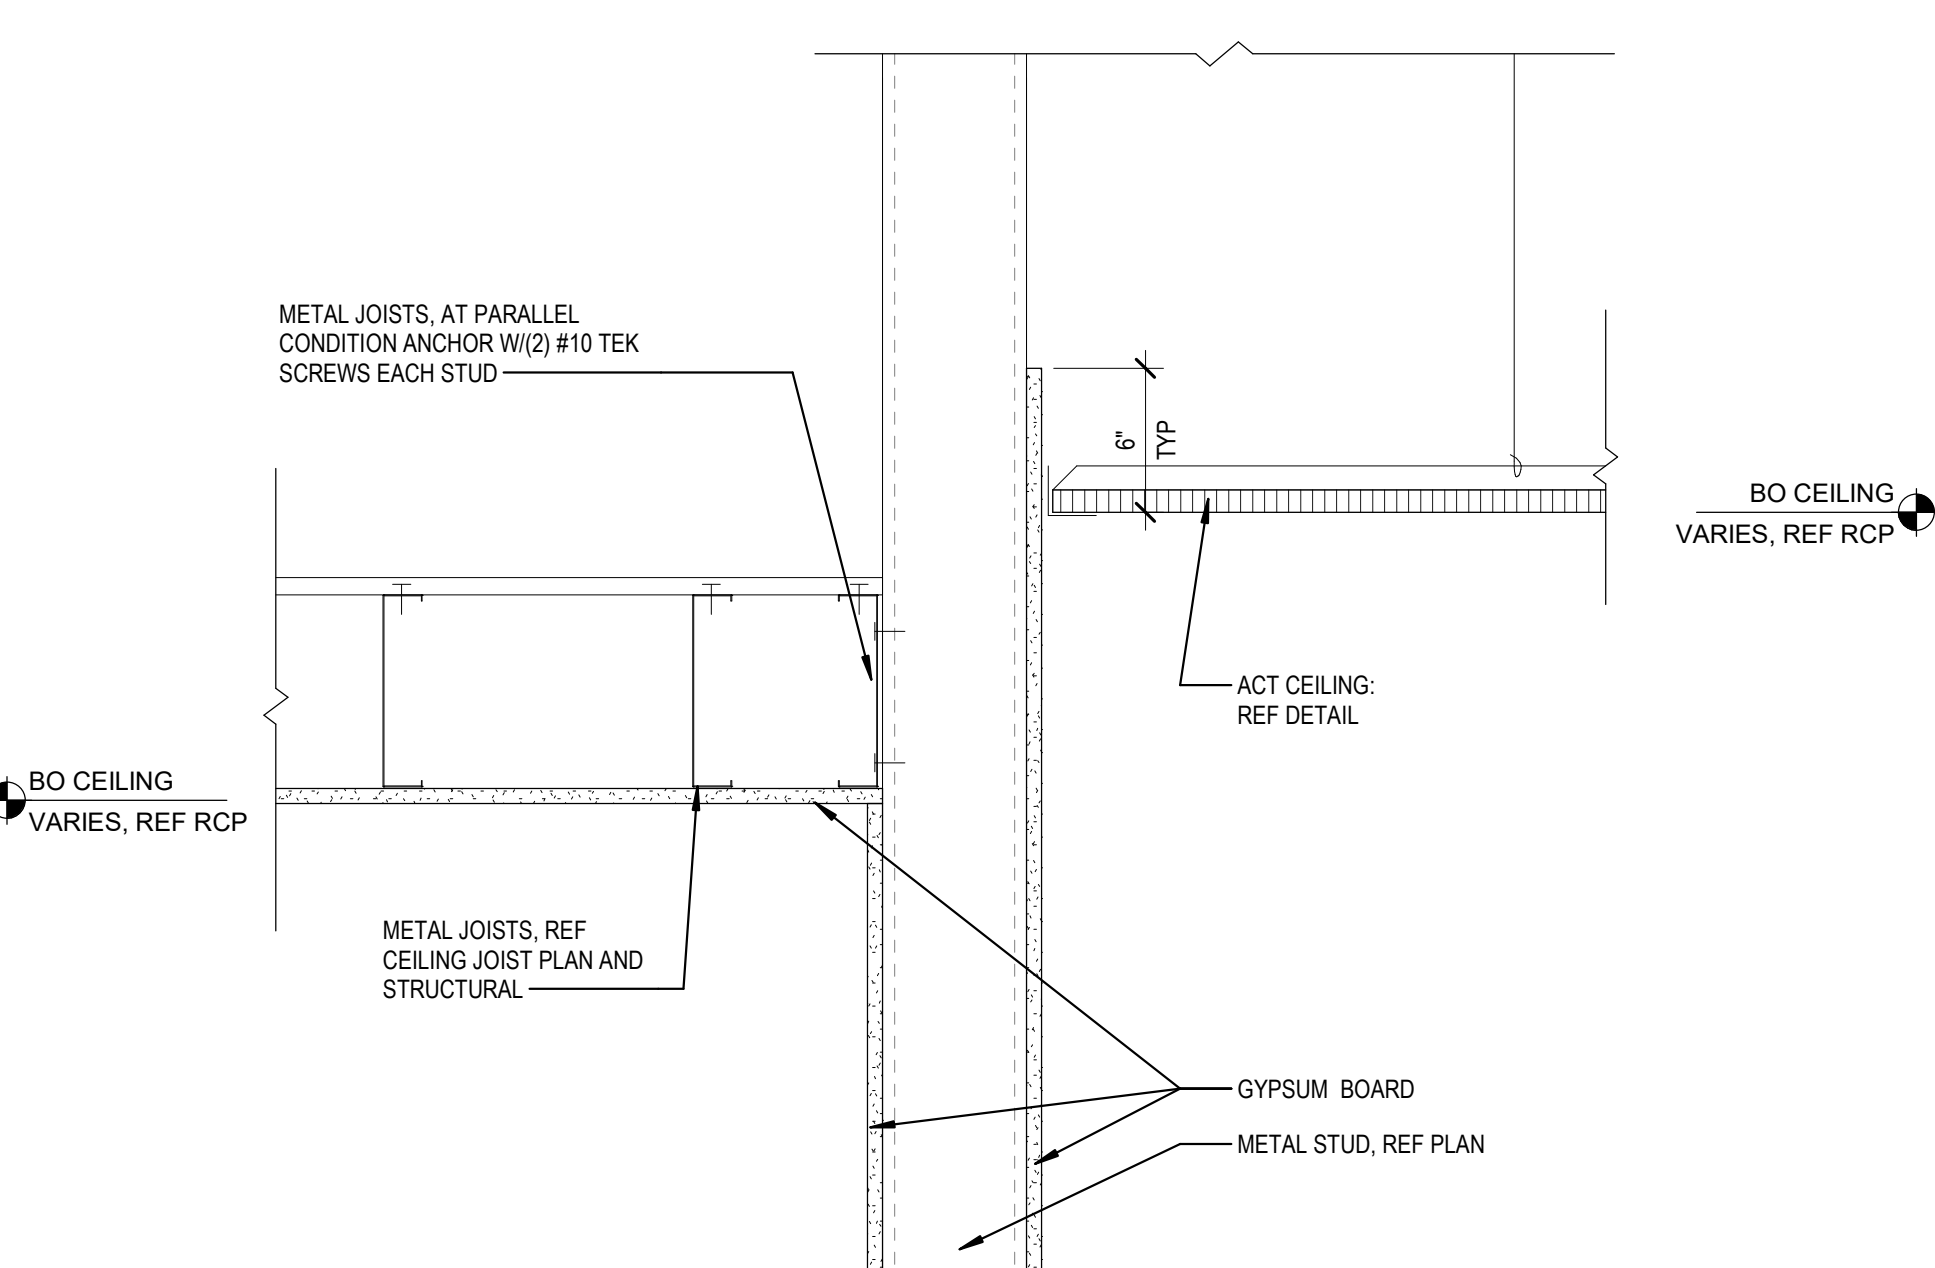 METAL JOISTS, AT PARALLEL
CONDITION ANCHOR W/(2) #10 TEK
SCREWS EACH STUD
6"
TYP
BO CEILING
VARIES, REF RCP
ACT CEILING:
REF DETAIL
BO CEILING
VARIES, REF RCP
METAL JOISTS, REF
CEILING JOIST PLAN AND
STRUCTURAL
GYPSUM BOARD
METAL STUD, REF PLAN